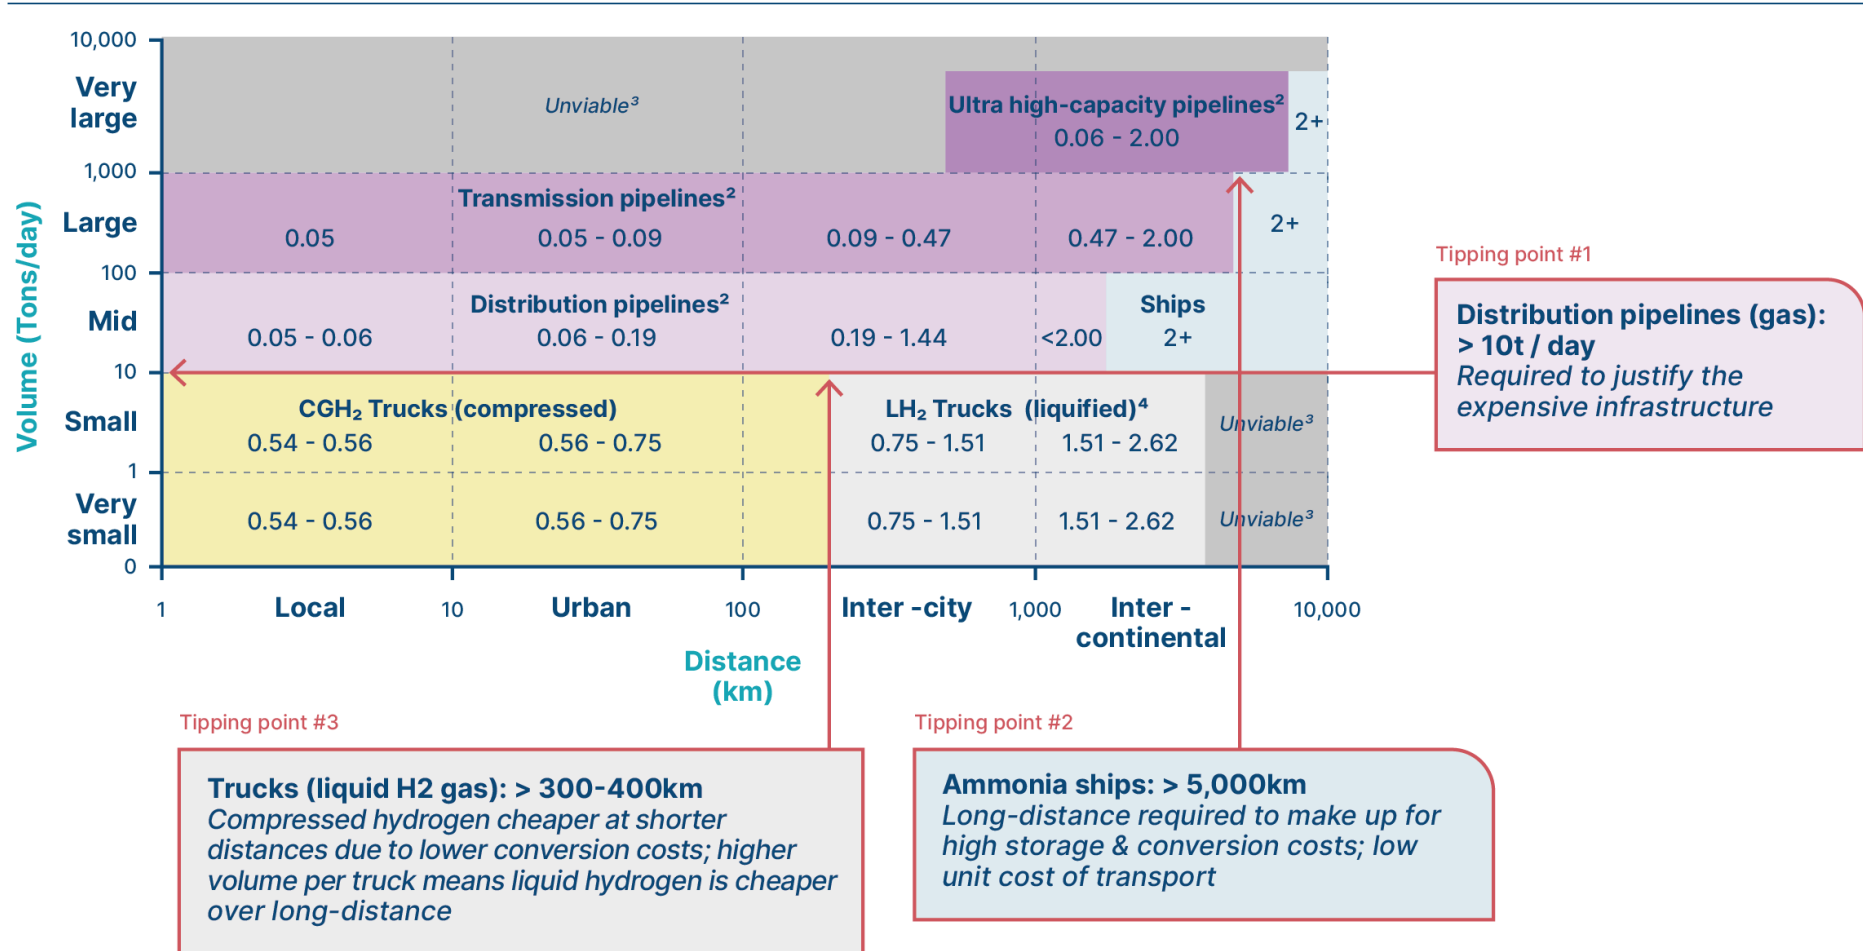 10,000
Very
large
Unviable³
Ultra high-capacity pipelines²
0.06 - 2.00
2+
1,000
Large
Transmission pipelines²
0.05
0.05 - 0.09
0.09 - 0.47
0.47 - 2.00
2+
100
Mid
Distribution pipelines²
0.05 - 0.06
0.06 - 0.19
0.19 - 1.44
<2.00
Ships
2+
10
Small
CGH₂ Trucks (compressed)
0.54 - 0.56
0.56 - 0.75
LH₂ Trucks (liquified)⁴
0.75 - 1.51
1.51 - 2.62
Unviable³
1
Very
small
0.54 - 0.56
0.56 - 0.75
0.75 - 1.51
1.51 - 2.62
Unviable³
0
Volume (Tons/day)
1
Local
10
Urban
100
Inter -city
1,000
Inter -
continental
10,000
Distance
(km)
Tipping point #1
Distribution pipelines (gas):
> 10t / day
Required to justify the
expensive infrastructure
Tipping point #3
Trucks (liquid H2 gas): > 300-400km
Compressed hydrogen cheaper at shorter
distances due to lower conversion costs; higher
volume per truck means liquid hydrogen is cheaper
over long-distance
Tipping point #2
Ammonia ships: > 5,000km
Long-distance required to make up for
high storage & conversion costs; low
unit cost of transport